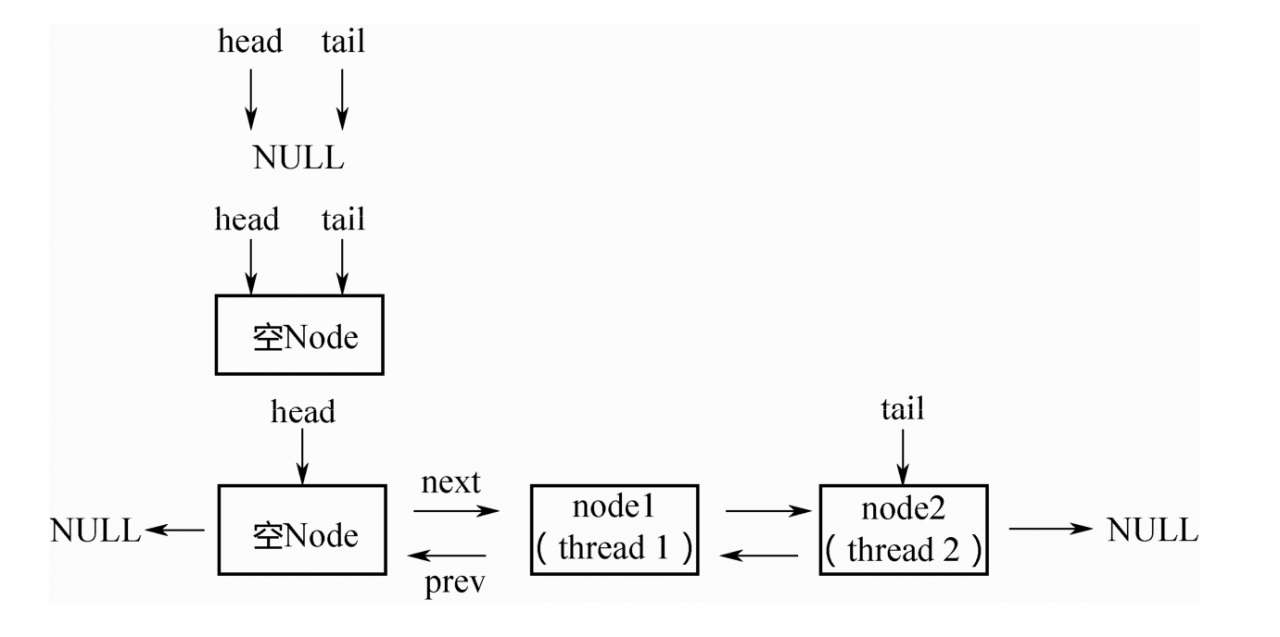 head tail
NULL
head tail
空Node
head
tail
NULL
空Node
next
prev
node1
( thread 1 )
node2
( thread 2 )
NULL